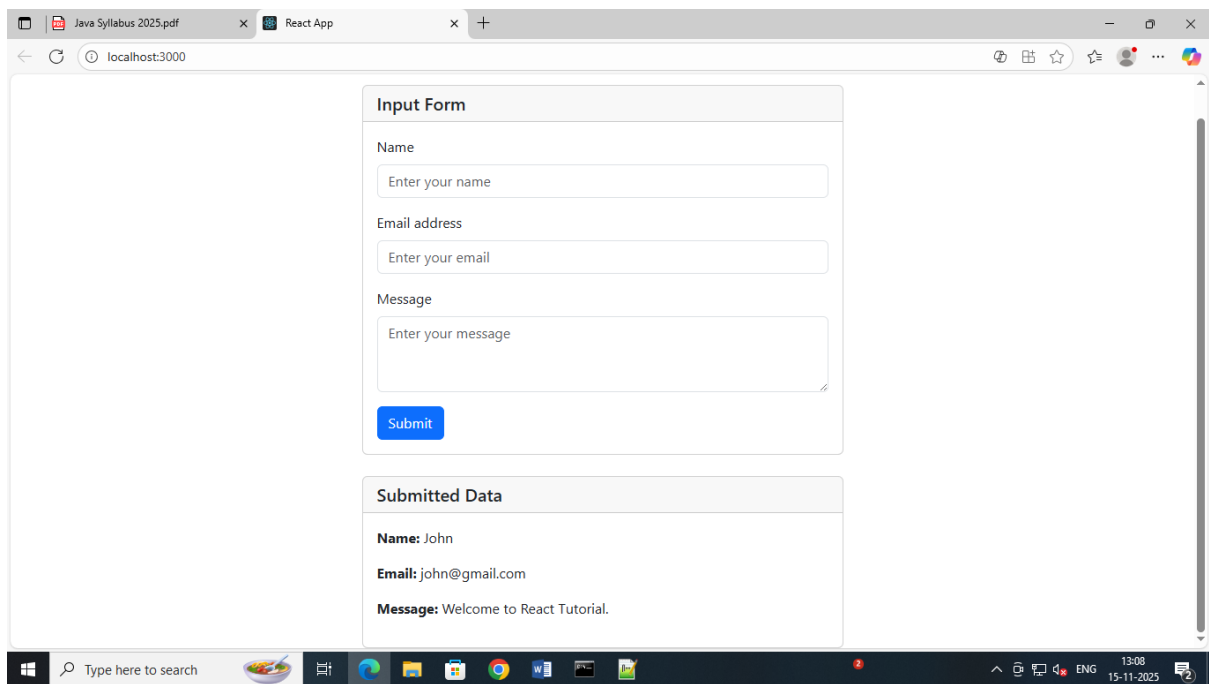 Java Syllabus 2025.pdf
React App
localhost:3000
Input Form
Name
Enter your name
Email address
Enter your email
Message
Enter your message
Submit
Submitted Data
Name: John
Email: john@gmail.com
Message: Welcome to React Tutorial.
Type here to search
2
ENG
13:08
15-11-2025
2